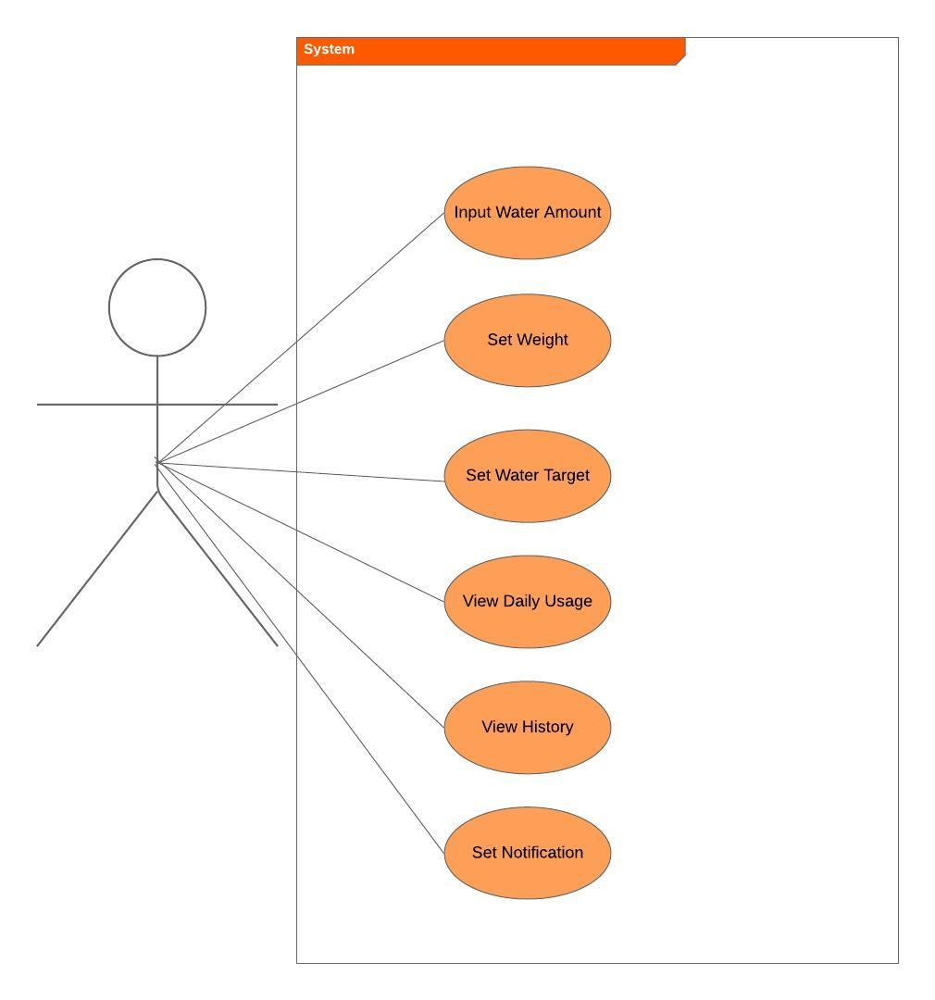 System
Input Water Amount
Set Weight
Set Water Target
View Daily Usage
View History
Set Notification